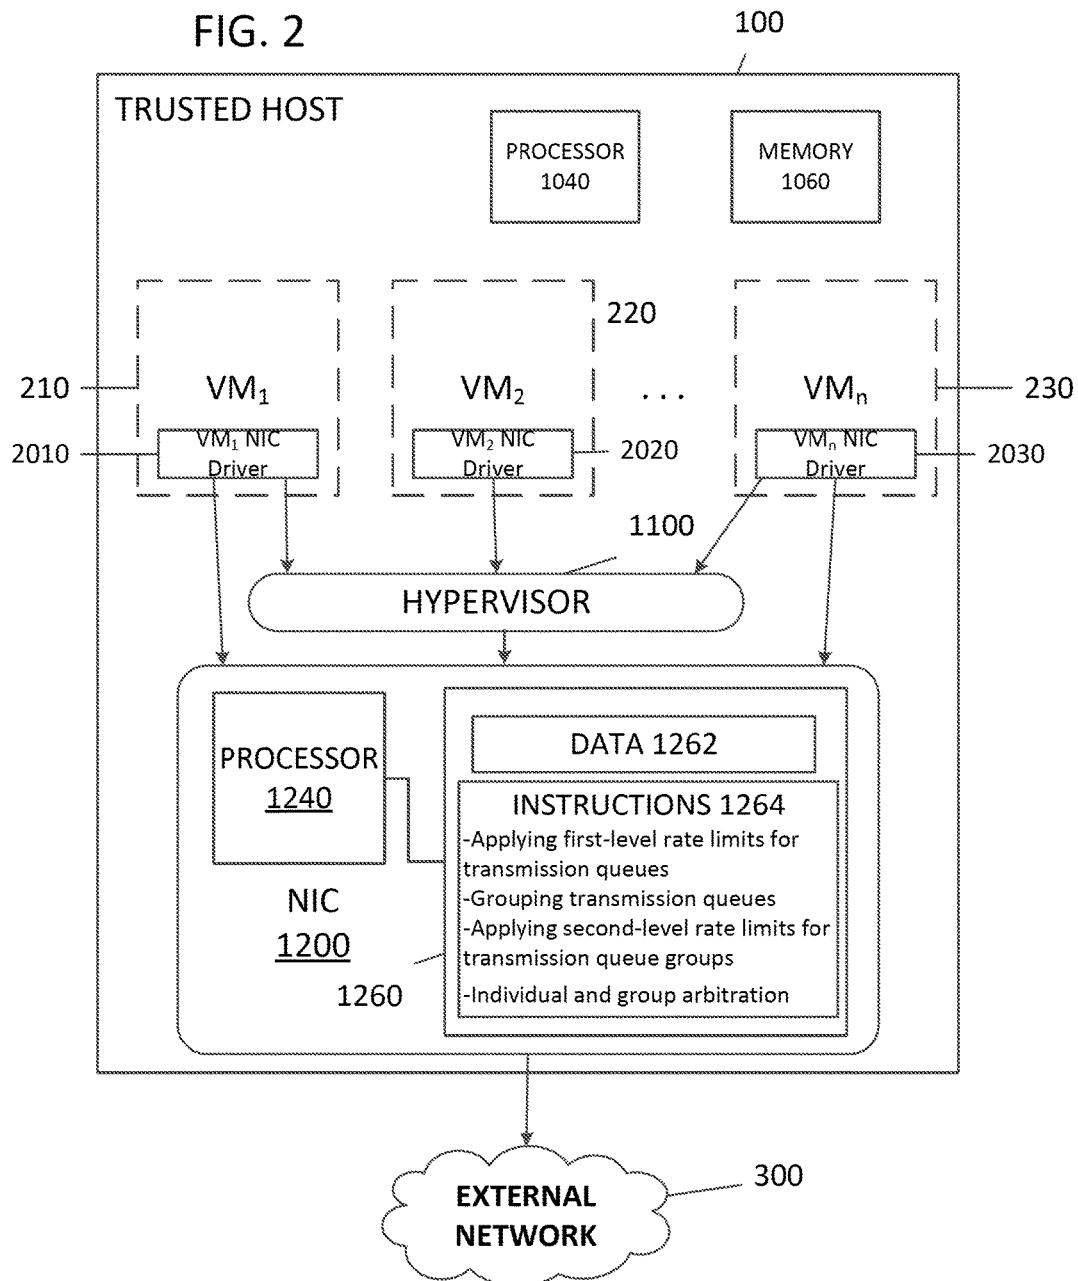 FIG. 2
100
TRUSTED HOST
PROCESSOR
1040
MEMORY
1060
220
210
VM₁
VM₂
. . .
VMₙ
230
2010
VM₁ NIC
Driver
VM₂ NIC
Driver
2020
VMₙ NIC
Driver
2030
1100
HYPERVISOR
PROCESSOR
1240
DATA 1262
INSTRUCTIONS 1264
-Applying first-level rate limits for
transmission queues
-Grouping transmission queues
-Applying second-level rate limits for
transmission queue groups
-Individual and group arbitration
NIC
1200
1260
EXTERNAL
NETWORK
300